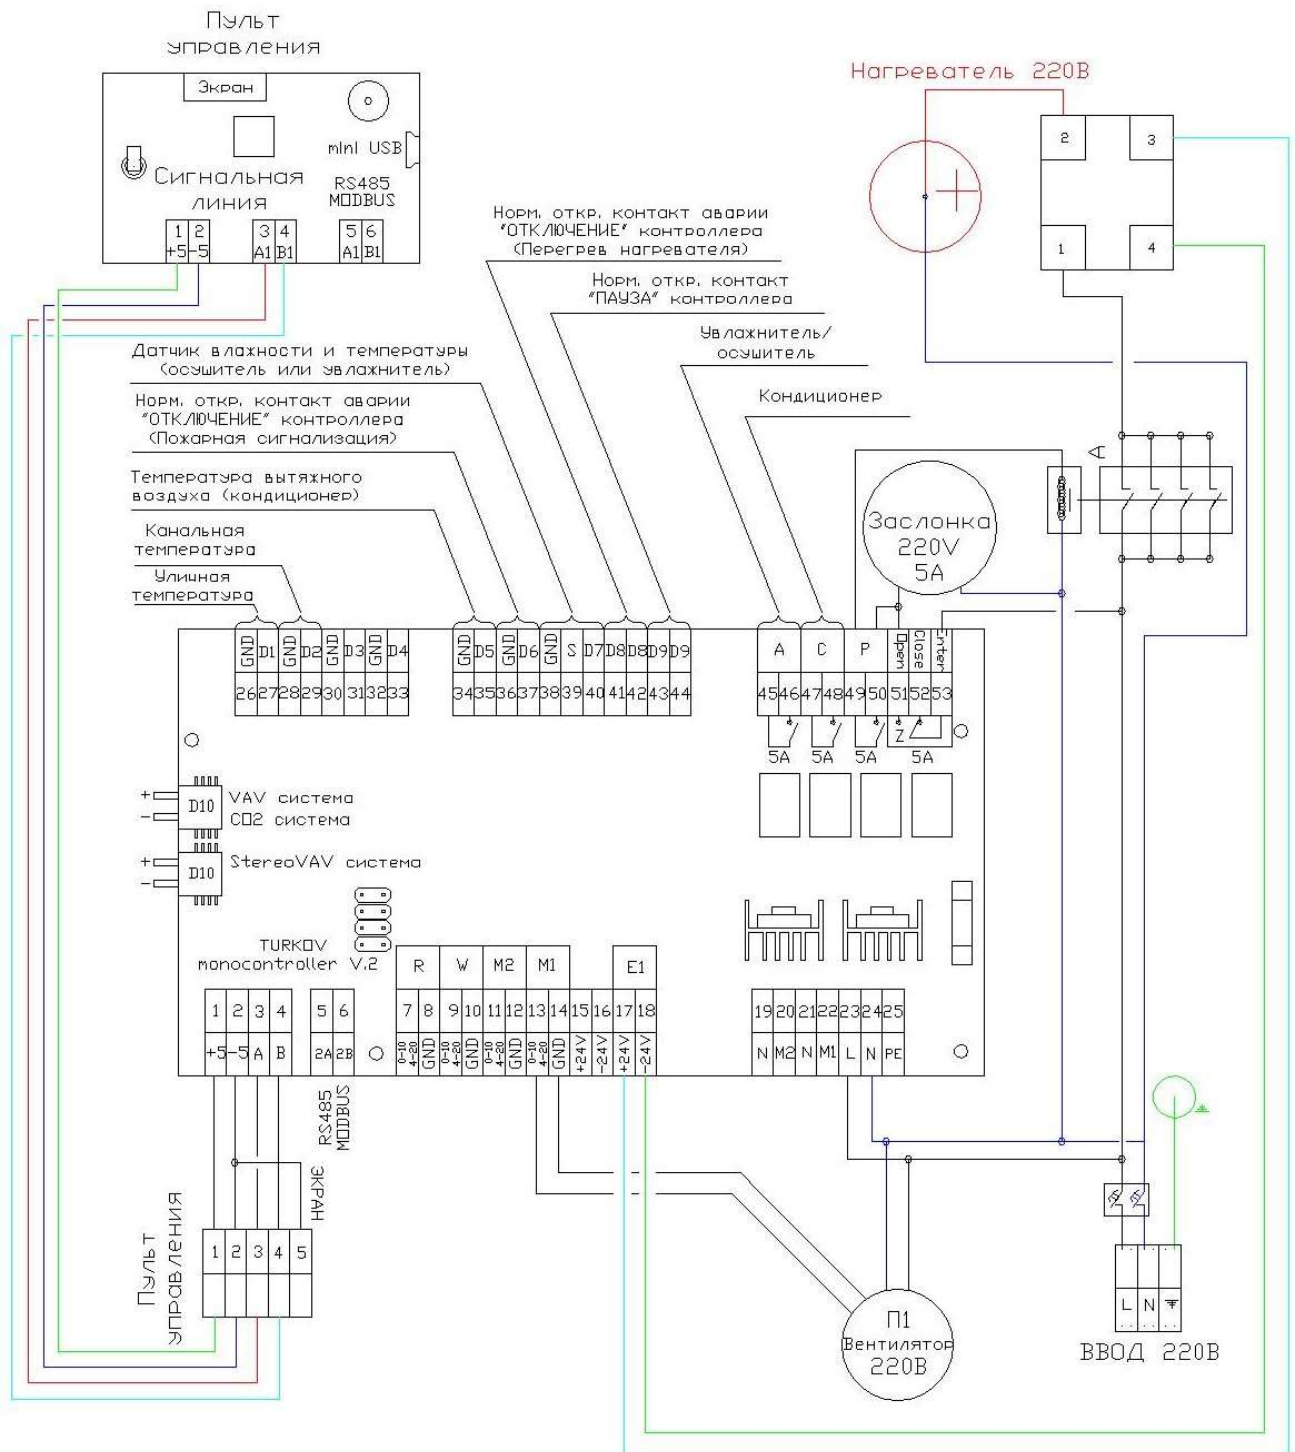 Пульт
управления
Экран
mini USB
Сигнальная
линия
RS485
MODBUS
1 2 3 4 5 6
+5 -5 A1 B1 A1 B1
Нагреватель 220В
2 3
1 4
Норм. откр. контакт аварии
"ОТКЛЮЧЕНИЕ" контроллера
(Перегрев нагревателя)
Норм. откр. контакт
"ПАУЗА" контроллера
Увлажнитель/
осушитель
Кондиционер
Датчик влажности и температуры
(осушитель или увлажнитель)
Норм. откр. контакт аварии
"ОТКЛЮЧЕНИЕ" контроллера
(Пожарная сигнализация)
Температура вытяжного
воздуха (кондиционер)
Канальная
температура
Уличная
температура
A
Заслонка
220V
5A
GND D1 GND D2 GND D3 GND D4
26 27 28 29 30 31 32 33
GND D5 GND D6 GND S D7 D8 D8 D9 D9
34 35 36 37 38 39 40 41 42 43 44
A C P Open Close Enter
45 46 47 48 49 50 51 52 53
Z
5A 5A 5A 5A
+
-
D10
VAV система
CO2 система
+
-
D10
StereoVAV система
TURKOV
monocontroller V.2
R W M2 M1 E1
1 2 3 4 5 6
+5 -5 A B 2A 2B
7 8 9 10 11 12 13 14 15 16 17 18
0-10 4-20 GND 0-10 4-20 GND 0-10 4-20 GND 0-10 4-20 GND +24V -24V +24V -24V
19 20 21 22 23 24 25
N M2 N M1 L N PE
RS485
MODBUS
ЭКРАН
Пульт
управления
1 2 3 4 5
П1
Вентилятор
220В
L N
ВВОД 220В